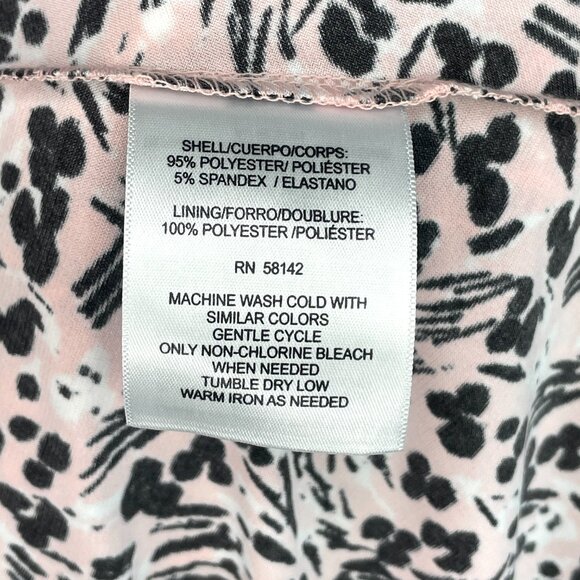 SHELL/CUERPO/CORPS:
95% POLYESTER/ POLIÉSTER
5% SPANDEX / ELASTANO
LINING/FORRO/DOUBLURE:
100% POLYESTER /POLIÉSTER
RN 58142
MACHINE WASH COLD WITH
SIMILAR COLORS
GENTLE CYCLE
ONLY NON-CHLORINE BLEACH
WHEN NEEDED
TUMBLE DRY LOW
WARM IRON AS NEEDED